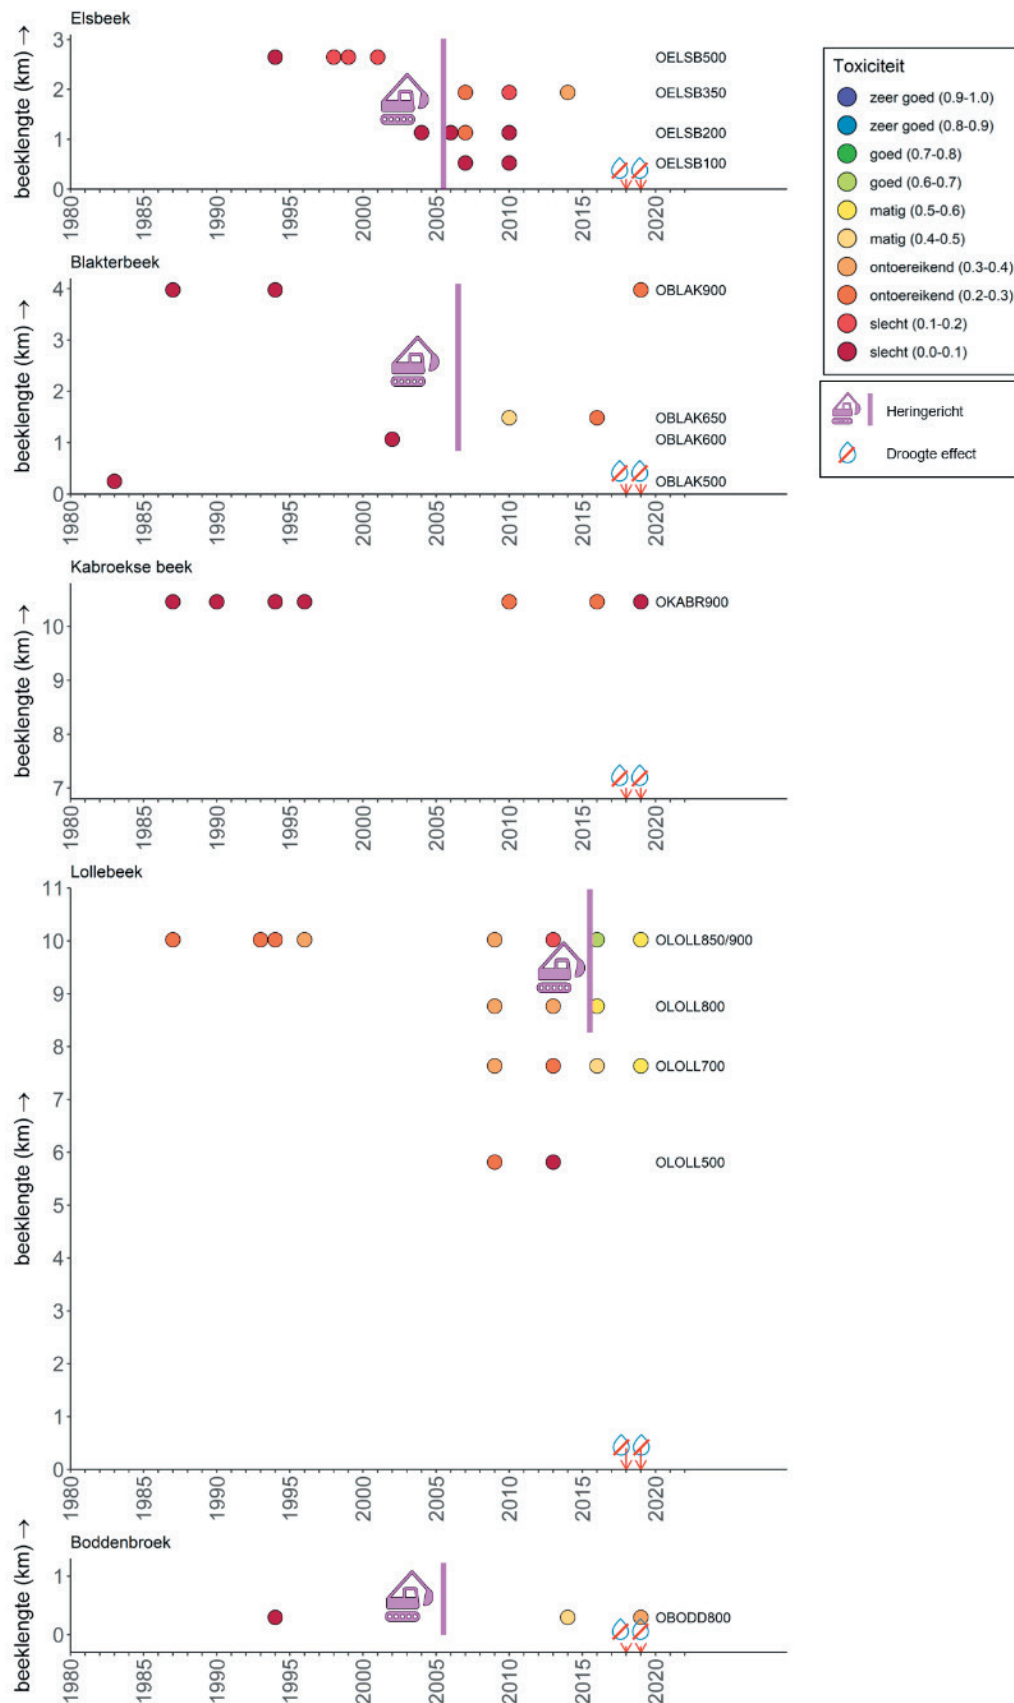 Elsbeek
beeklengte (km) →
3
2
1
0
OELSB500
OELSB350
OELSB200
OELSB100
1980
1985
1990
1995
2000
2005
2010
2015
2020
Toxiciteit
zeer goed (0.9-1.0)
zeer goed (0.8-0.9)
goed (0.7-0.8)
goed (0.6-0.7)
matig (0.5-0.6)
matig (0.4-0.5)
ontoereikend (0.3-0.4)
ontoereikend (0.2-0.3)
slecht (0.1-0.2)
slecht (0.0-0.1)
Heringericht
Droogte effect
Blakterbeek
beeklengte (km) →
4
3
2
1
0
OBLAK900
OBLAK650
OBLAK600
OBLAK500
1980
1985
1990
1995
2000
2005
2010
2015
2020
Kabroekse beek
beeklengte (km) →
10
9
8
7
OKABR900
1980
1985
1990
1995
2000
2005
2010
2015
2020
Lollebeek
beeklengte (km) →
11
10
9
8
7
6
5
4
3
2
1
0
OLOLL850/900
OLOLL800
OLOLL700
OLOLL500
1980
1985
1990
1995
2000
2005
2010
2015
2020
Boddenbroek
beeklengte (km) →
1
0
OBODD800
1980
1985
1990
1995
2000
2005
2010
2015
2020